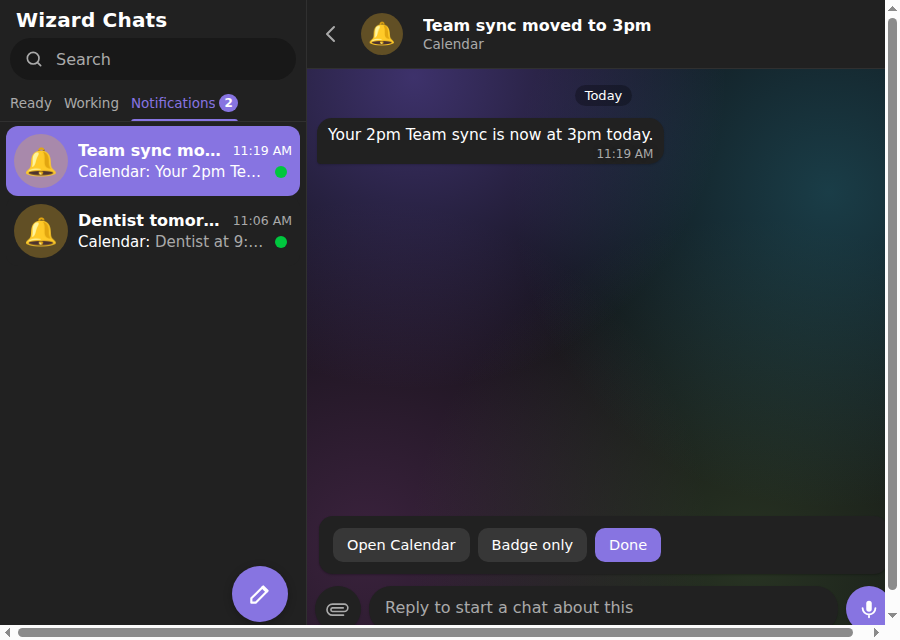 Wizard Chats
Search
Ready Working Notifications 2
Team sync mo... 11:19 AM
Calendar: Your 2pm Te...
Dentist tomor... 11:06 AM
Calendar: Dentist at 9:...
Team sync moved to 3pm
Calendar
Today
Your 2pm Team sync is now at 3pm today.
11:19 AM
Open Calendar Badge only Done
Reply to start a chat about this